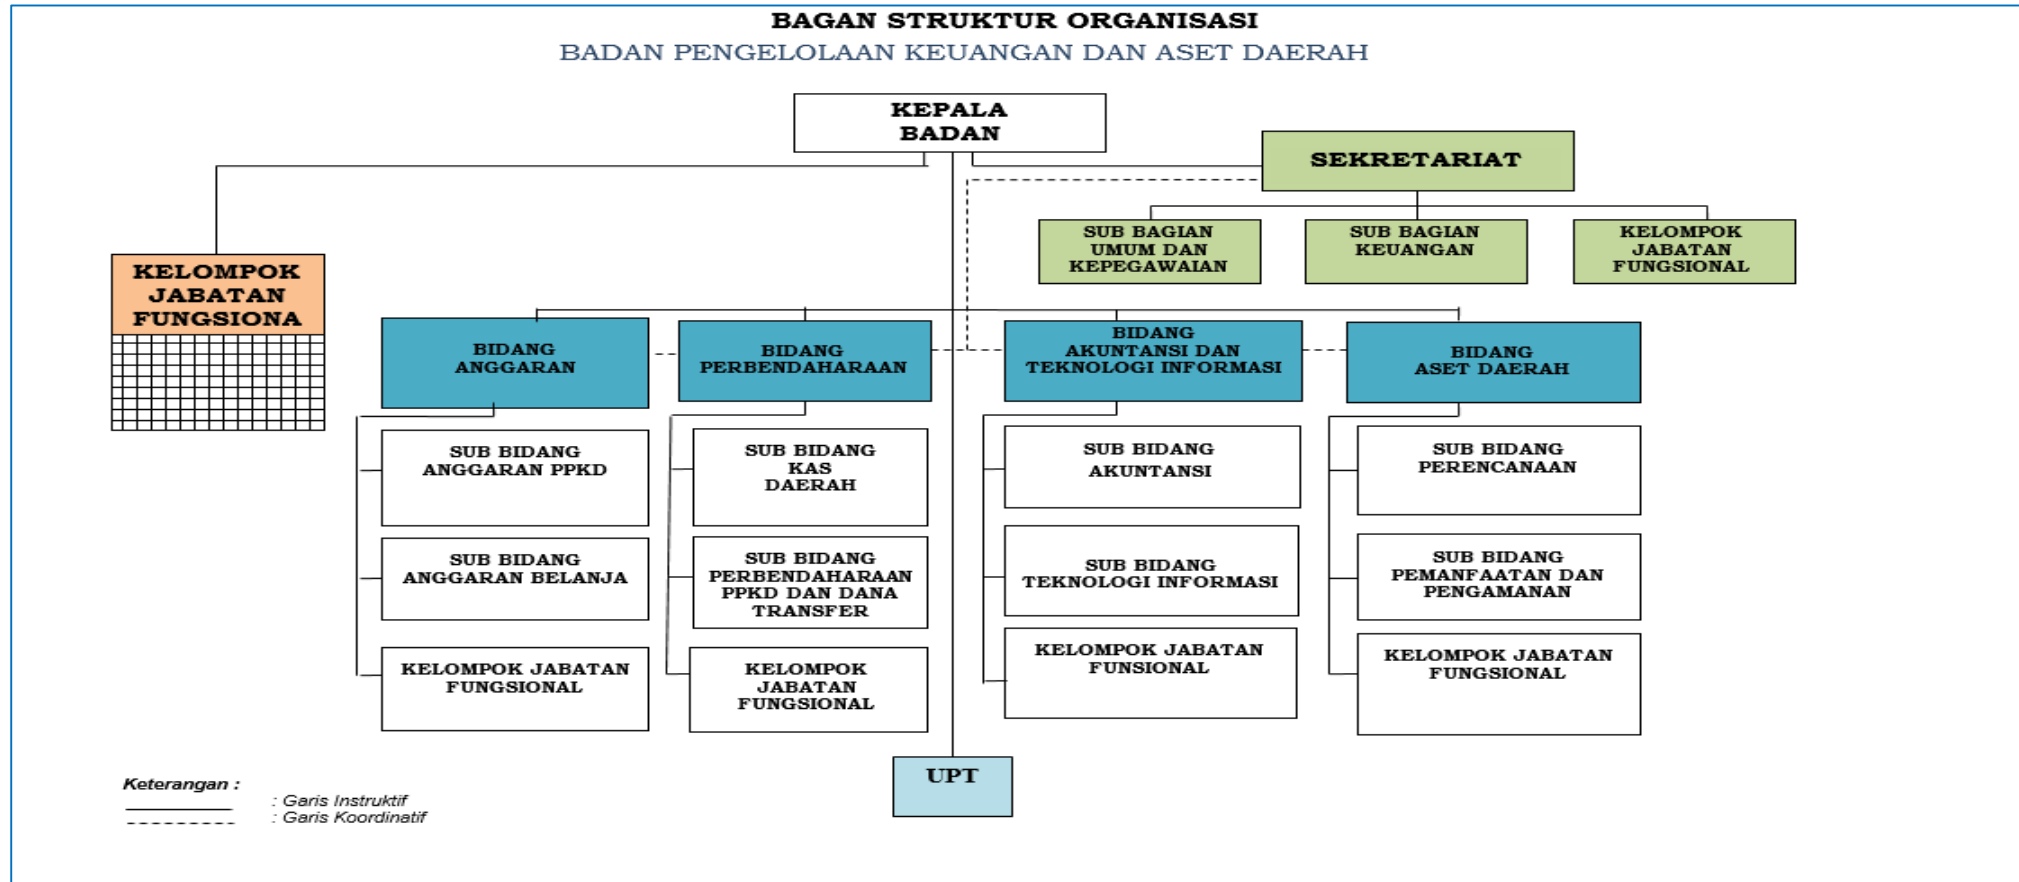 BAGAN STRUKTUR ORGANISASI
BADAN PENGELOLAAN KEUANGAN DAN ASET DAERAH
KEPALA
BADAN
SEKRETARIAT
SUB BAGIAN
UMUM DAN
KEPEGAWAIAN
SUB BAGIAN
KEUANGAN
KELOMPOK
JABATAN
FUNGSIONAL
KELOMPOK
JABATAN
FUNGSIONA
BIDANG
ANGGARAN
BIDANG
PERBENDAHARAAN
BIDANG
AKUNTANSI DAN
TEKNOLOGI INFORMASI
BIDANG
ASET DAERAH
SUB BIDANG
ANGGARAN PPKD
SUB BIDANG
KAS
DAERAH
SUB BIDANG
AKUNTANSI
SUB BIDANG
PERENCANAAN
SUB BIDANG
ANGGARAN BELANJA
SUB BIDANG
PERBENDAHARAAN
PPKD DAN DANA
TRANSFER
SUB BIDANG
TEKNOLOGI INFORMASI
SUB BIDANG
PEMANFAATAN DAN
PENGAMANAN
KELOMPOK JABATAN
FUNGSIONAL
KELOMPOK
JABATAN
FUNGSIONAL
KELOMPOK JABATAN
FUNSIONAL
KELOMPOK JABATAN
FUNGSIONAL
UPT
Keterangan :
: Garis Instruktif
: Garis Koordinatif